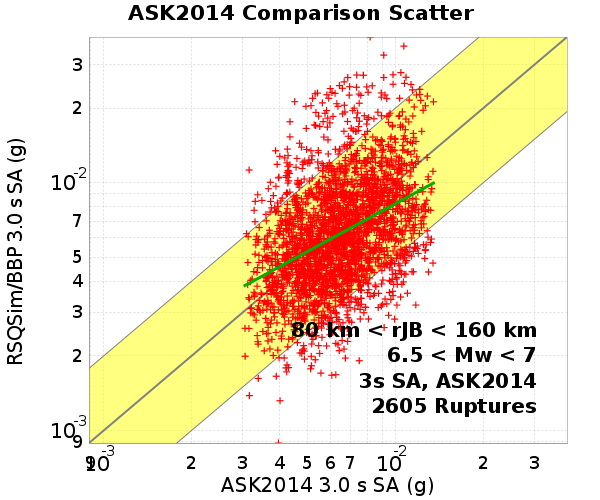 ASK2014 Comparison Scatter
RSQSim/BBP 3.0 s SA (g)
3
2
10^-2
7
5
4
3
2
10^-3
9
80 km < rJB < 160 km
6.5 < Mw < 7
3s SA, ASK2014
2605 Ruptures
9 10^-3 2 3 4 5 6 7 10^-2 2 3
ASK2014 3.0 s SA (g)